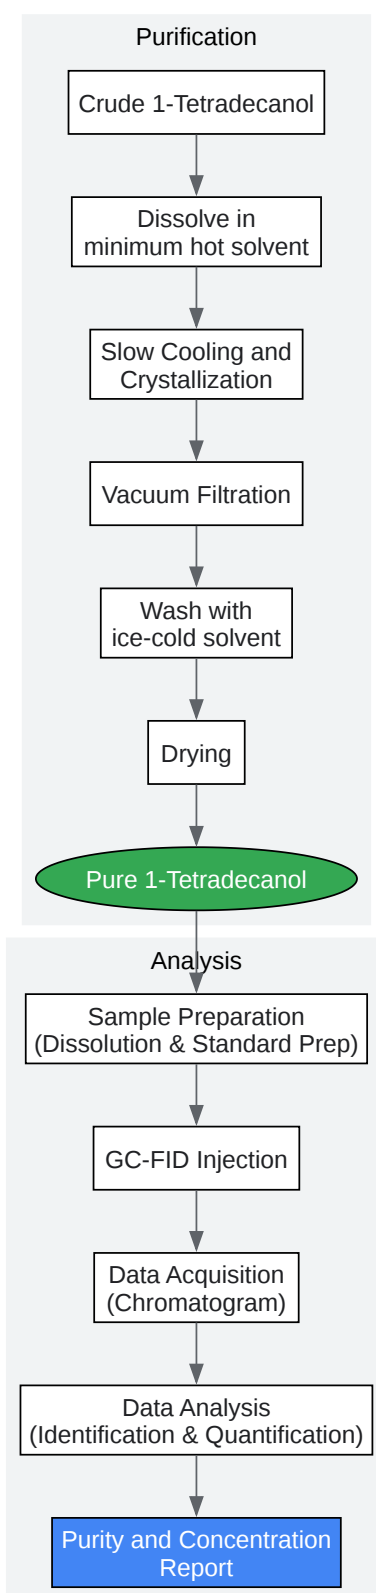 Purification
Crude 1-Tetradecanol
Dissolve in
minimum hot solvent
Slow Cooling and
Crystallization
Vacuum Filtration
Wash with
ice-cold solvent
Drying
Pure 1-Tetradecanol
Analysis
Sample Preparation
(Dissolution & Standard Prep)
GC-FID Injection
Data Acquisition
(Chromatogram)
Data Analysis
(Identification & Quantification)
Purity and Concentration
Report